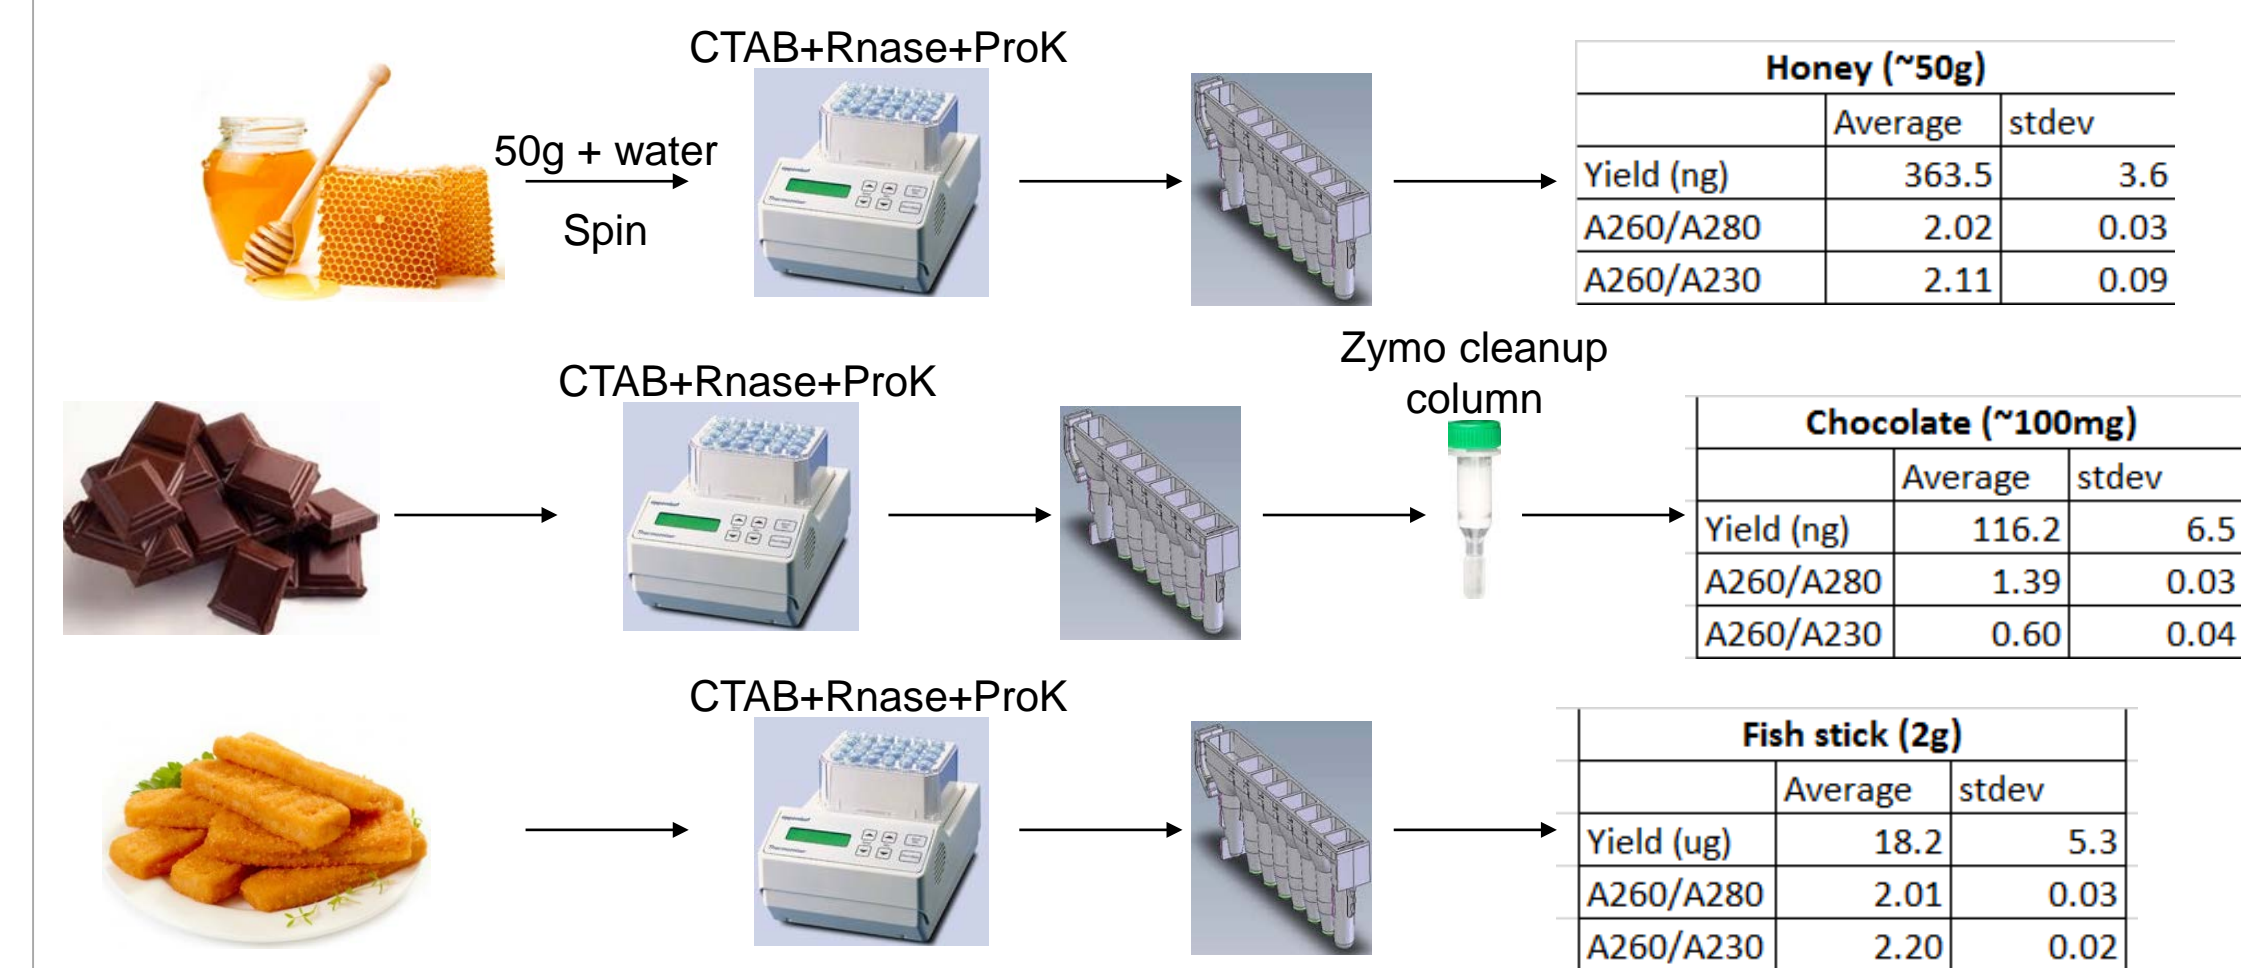 CTAB+Rnase+ProK
50g + water
Spin
Honey (~50g)
Average stdev
Yield (ng) 363.5 3.6
A260/A280 2.02 0.03
A260/A230 2.11 0.09
CTAB+Rnase+ProK
Zymo cleanup
column
Chocolate (~100mg)
Average stdev
Yield (ng) 116.2 6.5
A260/A280 1.39 0.03
A260/A230 0.60 0.04
CTAB+Rnase+ProK
Fish stick (2g)
Average stdev
Yield (ug) 18.2 5.3
A260/A280 2.01 0.03
A260/A230 2.20 0.02